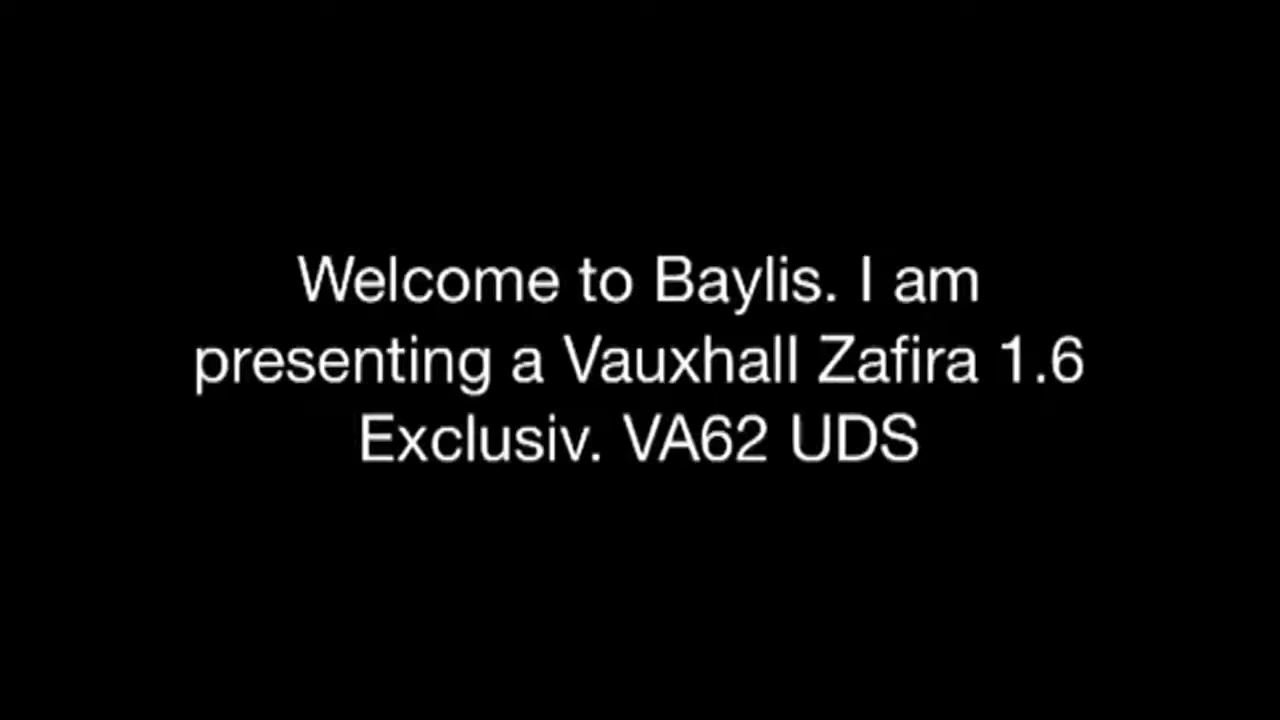 Welcome to Baylis. I am
presenting a Vauxhall Zafira 1.6
Exclusiv. VA62 UDS